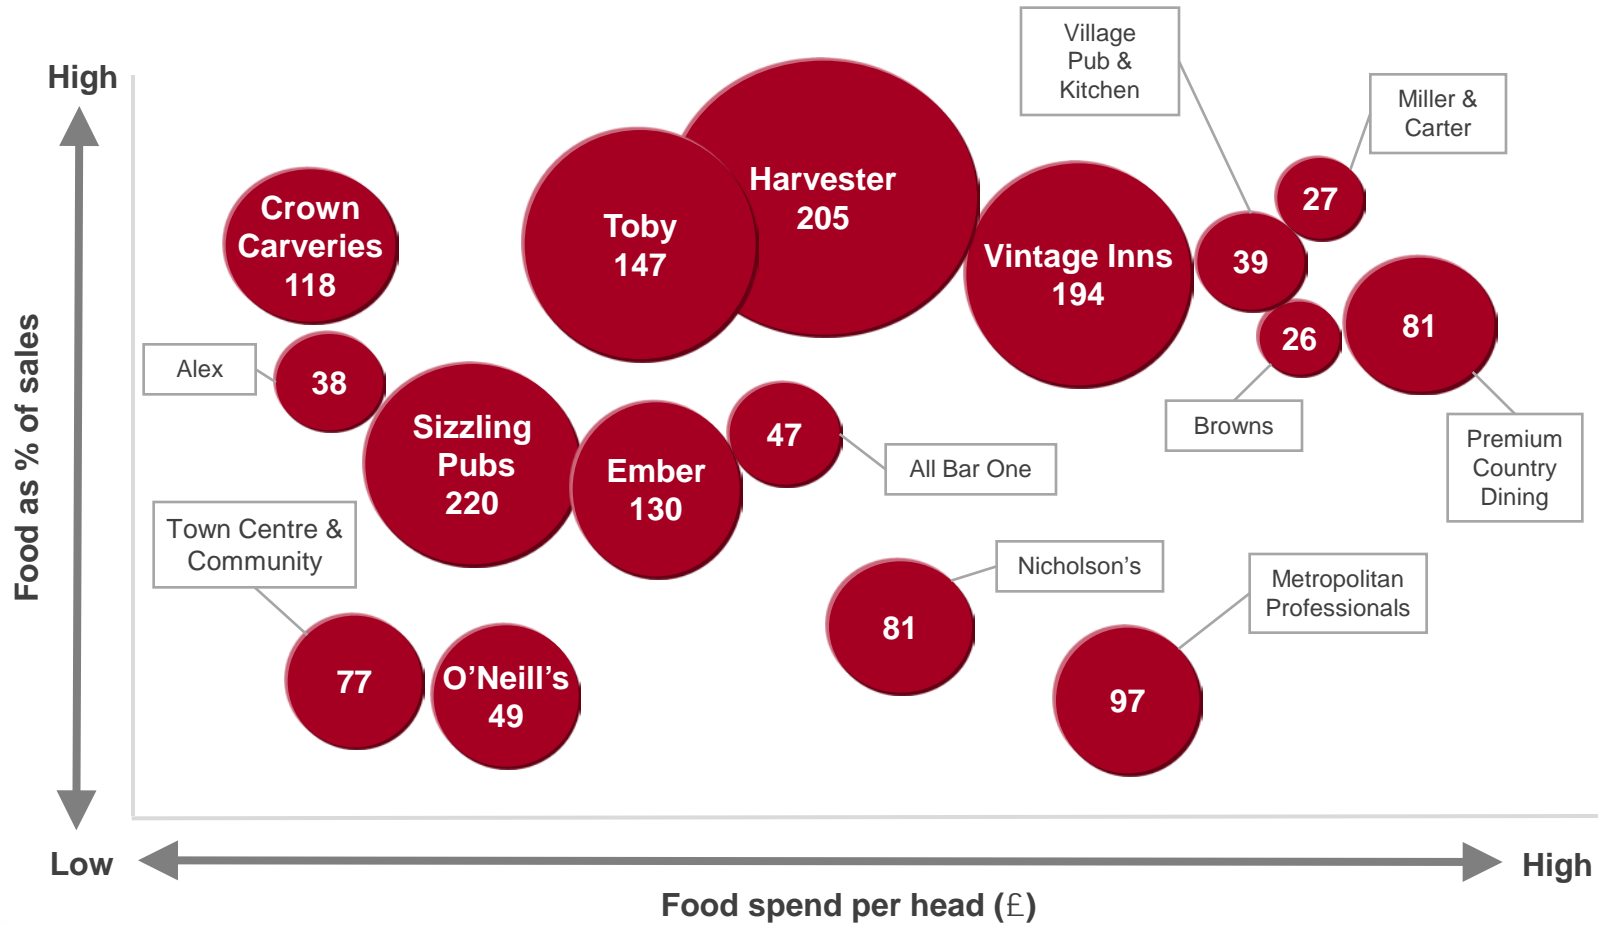 Village
Pub &
Kitchen
High
Miller &
Carter
Harvester
205
Crown
Carveries
118
Toby
147
27
Vintage Inns
194
39
81
26
Alex
38
Browns
Sizzling
Pubs
220
47
All Bar One
Ember
130
Premium
Country
Dining
Food as % of sales
Town Centre &
Community
Nicholson’s
Metropolitan
Professionals
81
77
O’Neill’s
49
97
Low
High
Food spend per head (£)